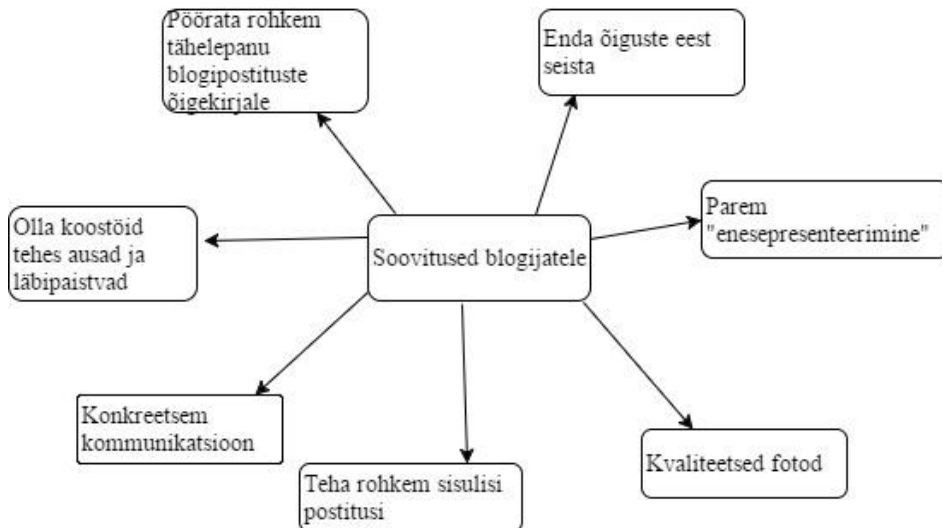 Pöörata rohkem
tähelepanu
blogipostituste
õigekirjale
Enda õiguste eest
seista
Olla koostöid
tehes ausad ja
läbipaistvad
Soovitused blogijatele
Parem
"enesepresenteerimine"
Konkreetsem
kommunikatsioon
Teha rohkem sisulisi
postitusi
Kvaliteetsed fotod